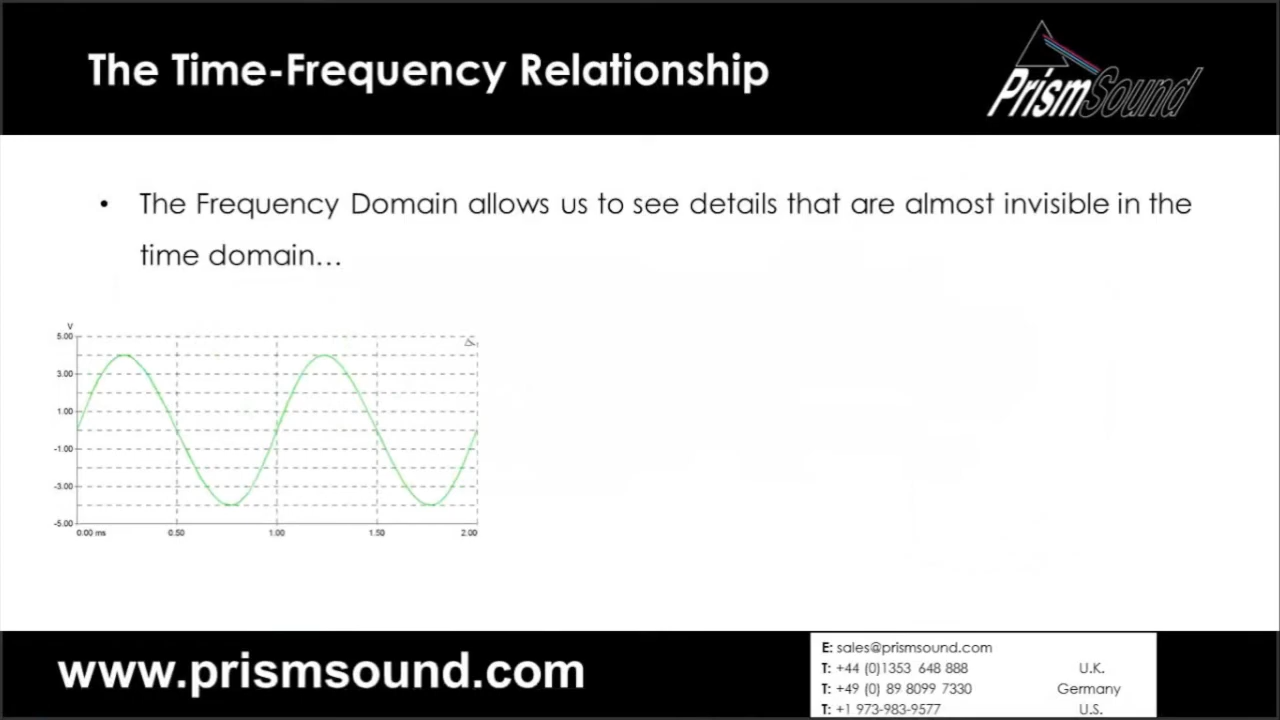 The Time-Frequency Relationship
PrismSound
• The Frequency Domain allows us to see details that are almost invisible in the
time domain…
V
5.00
3.00
1.00
-1.00
-3.00
-5.00
0.00 ms 0.50 1.00 1.50 2.00
www.prismsound.com
E: sales@prismsound.com
T: +44 (0)1353 648 888 U.K.
T: +49 (0) 89 8099 7330 Germany
T: +1 973-983-9577 U.S.